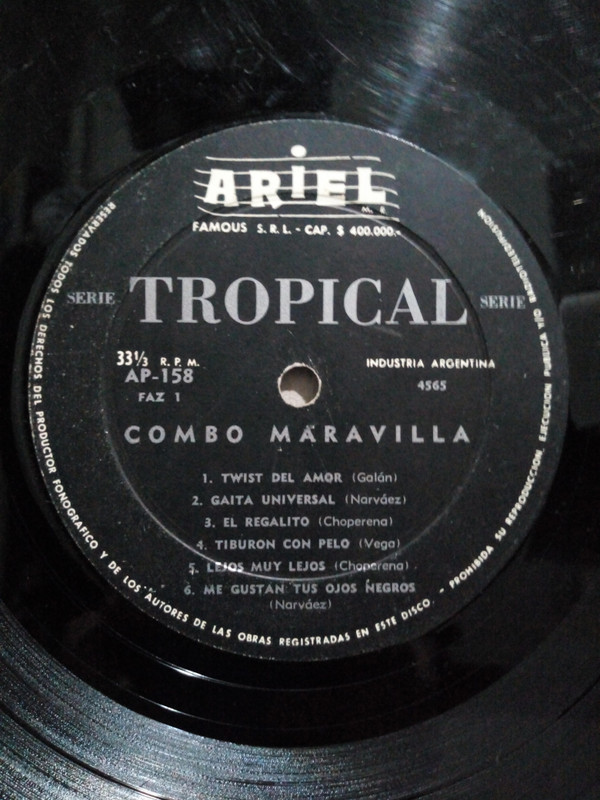 ARIEL
M. R.
FAMOUS S.R.L. - CAP. $ 400.000.-
SERIE TROPICAL SERIE
33 1/3 R. P. M.
AP-158
FAZ 1
INDUSTRIA ARGENTINA
4565
COMBO MARAVILLA
1. TWIST DEL AMOR (Galán)
2. GAITA UNIVERSAL (Narváez)
3. EL REGALITO (Choperena)
4. TIBURON CON PELO (Vega)
5. LEJOS MUY LEJOS (Choperena)
6. ME GUSTAN TUS OJOS NEGROS
(Narváez)
RESERVADOS TODOS LOS DERECHOS DEL PRODUCTOR FONOGRAFICO Y DE LOS AUTORES DE LAS OBRAS REGISTRADAS EN ESTE DISCO. - PROHIBIDA SU REPRODUCCION, EJECUCION PUBLICA Y/O RADIOTELEDIFUSION